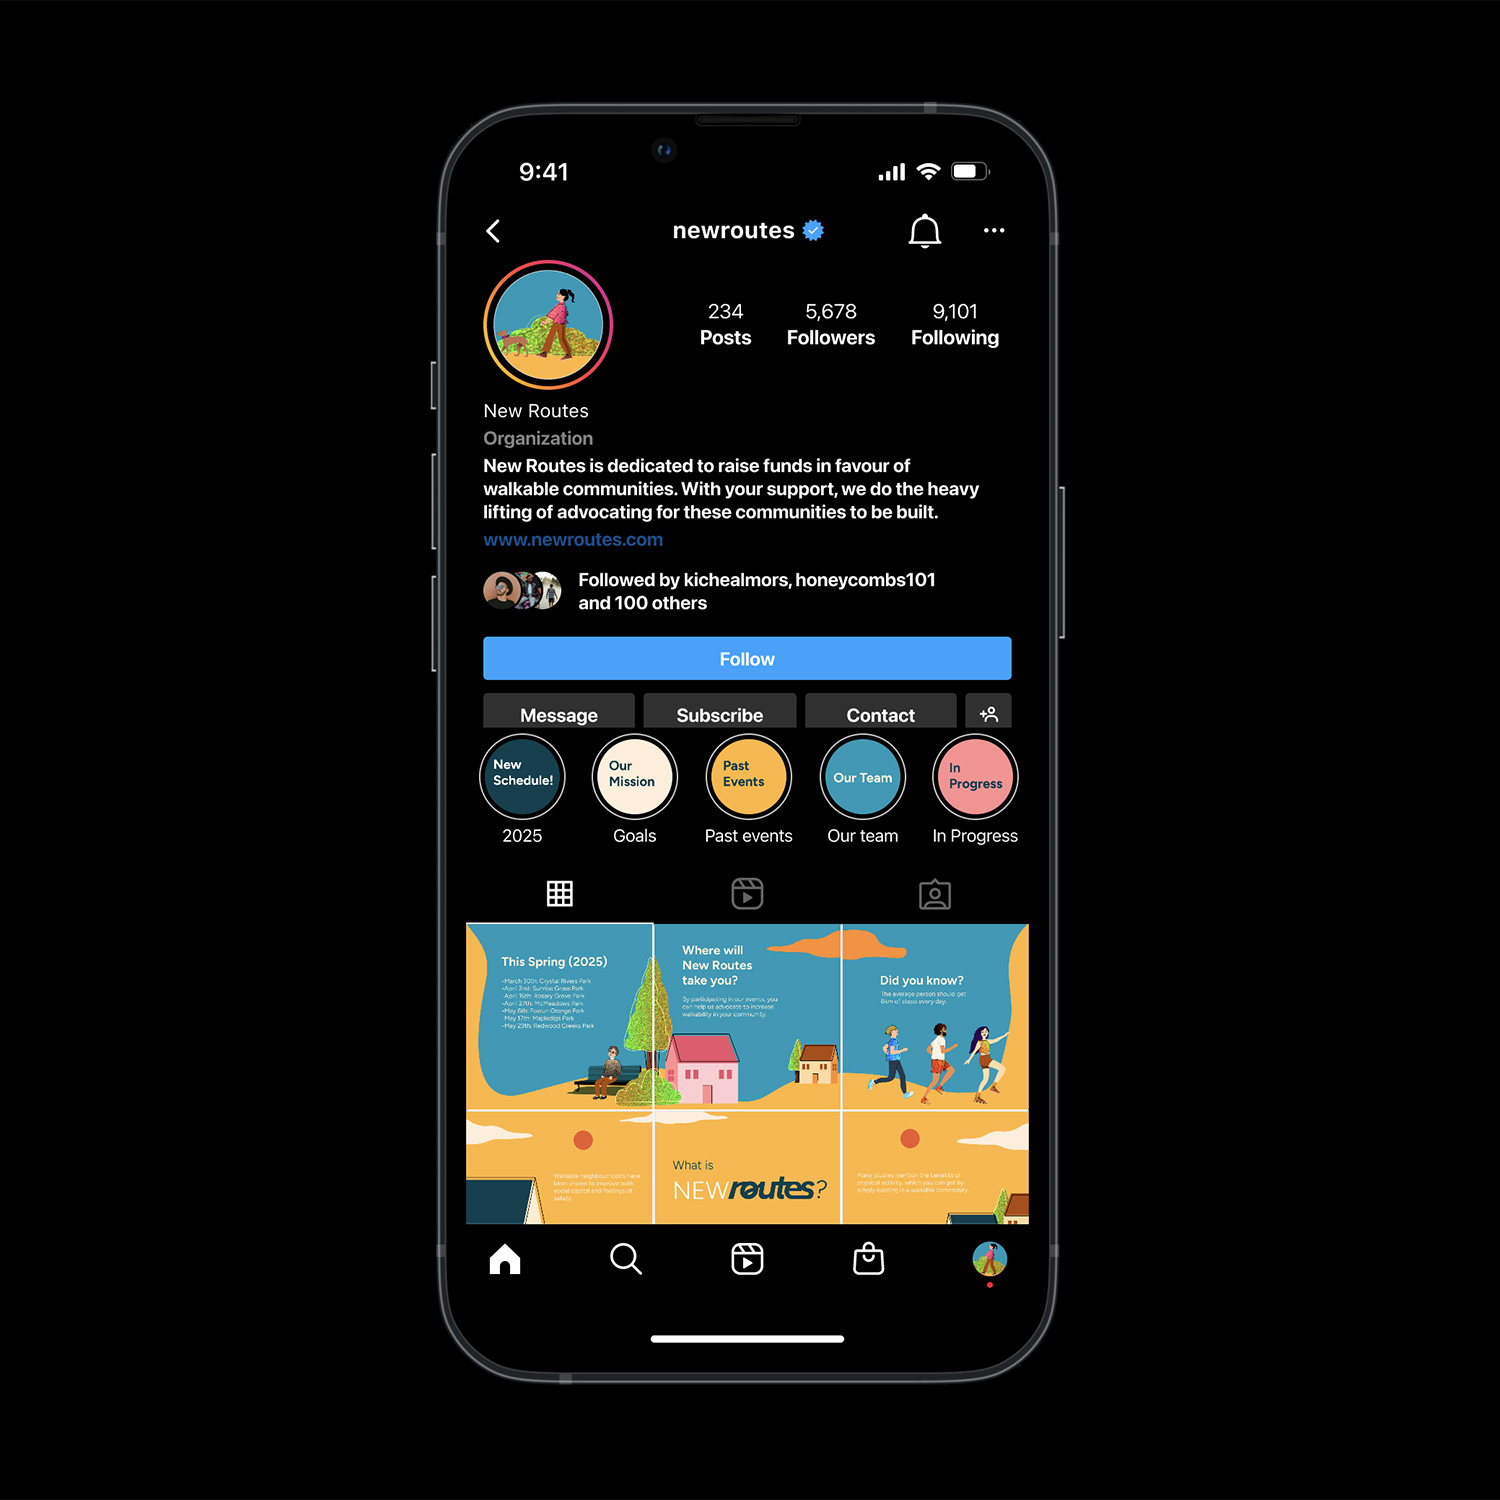 9:41
newroutes
234
Posts
5,678
Followers
9,101
Following
New Routes
Organization
New Routes is dedicated to raise funds in favour of
walkable communities. With your support, we do the heavy
lifting of advocating for these communities to be built.
www.newroutes.com
Followed by kichealmors, honeycombs101
and 100 others
Follow
Message
Subscribe
Contact
New
Schedule!
Our
Mission
Past
Events
Our Team
In
Progress
2025
Goals
Past events
Our team
In Progress
This Spring (2025)
-March 30th: Crystal Rivers Park
-April 2nd: Sunrise Grass Park
-April 15th: Rosary Grove Park
-April 27th: McMeadows Park
-May 6th: Foxrun Grange Park
-May 17th: Mapledigs Park
-May 29th: Redwood Creeks Park
Where will
New Routes
take you?
By participating in our events, you
can help us advocate to increase
walkability in your community.
Did you know?
The average person should get
8km of steps every day.
Walkable neighbourhoods have
been shown to improve both
social capital and feelings of
safety.
What is
NEWroutes?
Many studies mention the benefits of
physical activity, which you can get by
simply existing in a walkable community